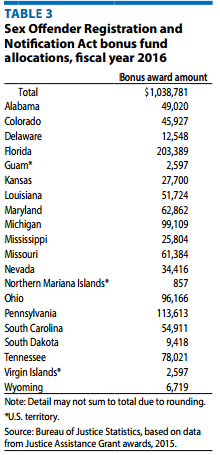 TABLE 3
Sex Offender Registration and
Notification Act bonus fund
allocations, fiscal year 2016
Bonus award amount
Total $1,038,781
Alabama 49,020
Colorado 45,927
Delaware 12,548
Florida 203,389
Guam* 2,597
Kansas 27,700
Louisiana 51,724
Maryland 62,862
Michigan 99,109
Mississippi 25,804
Missouri 61,384
Nevada 34,416
Northern Mariana Islands* 857
Ohio 96,166
Pennsylvania 113,613
South Carolina 54,911
South Dakota 9,418
Tennessee 78,021
Virgin Islands* 2,597
Wyoming 6,719
Note: Detail may not sum to total due to rounding.
*U.S. territory.
Source: Bureau of Justice Statistics, based on data
from Justice Assistance Grant awards, 2015.